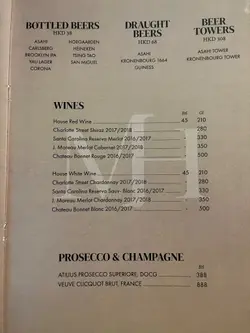 BOTTLED BEERS
HKD 58
ASAHI HOEGAARDEN
CARLSBERG HEINEKEN
BROOKLYN IPA TSING TAO
YAU LAGER SAN MIGUEL
CORONA
DRAUGHT
BEERS
HKD 68
ASAHI
KRONENBOURG 1664
GUINESS
BEER
TOWERS
HKD 368
ASAHI TOWER
KRONENBOURG TOWER
WINES
House Red Wine 45 210
Charlotte Street Shiraz 2017/2018 - 280
Santa Carolina Reserva Merlot 2016/2017 - 330
J. Moreau Merlot Cabernet 2017/2018 - 350
Chateau Bonnet Rouge 2016/2017 - 500
House White Wine 45 210
Charlotte Street Chardonnay 2017/2018 - 280
Santa Carolina Reserva Sauv - Blanc 2016/2017 - 330
J. Moreau Merlot Chardonnay 2017/2018 - 350
Chateau Bonnet Blanc 2016/2017 - 500
PROSECCO & CHAMPAGNE
ATILIUS PROSECCO SUPERIORE, DOCG 388
VEUVE CLICQUOT BRUT, FRANCE 888